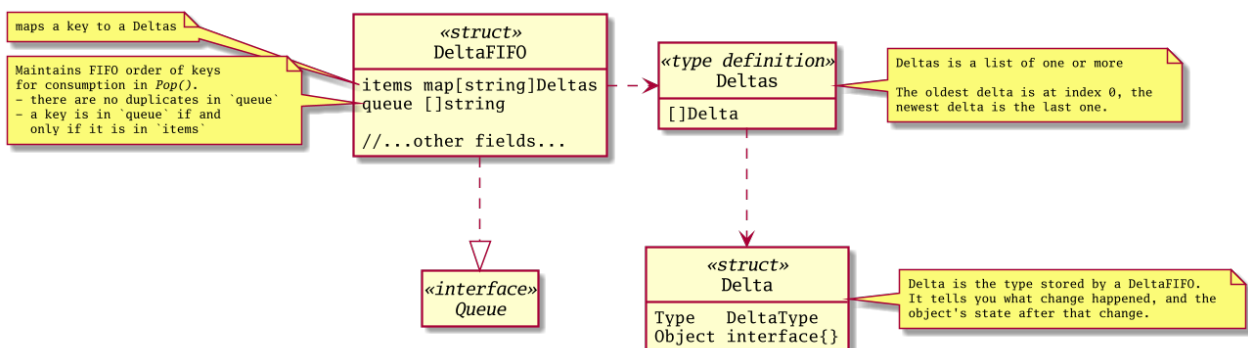 maps a key to a Deltas
Maintains FIFO order of keys
for consumption in Pop().
- there are no duplicates in `queue`
- a key is in `queue` if and
only if it is in `items`
«struct»
DeltaFIFO
items map[string]Deltas
queue []string
//...other fields...
«type definition»
Deltas
[]Delta
Deltas is a list of one or more
The oldest delta is at index 0, the
newest delta is the last one.
«interface»
Queue
«struct»
Delta
Type DeltaType
Object interface{}
Delta is the type stored by a DeltaFIFO.
It tells you what change happened, and the
object's state after that change.